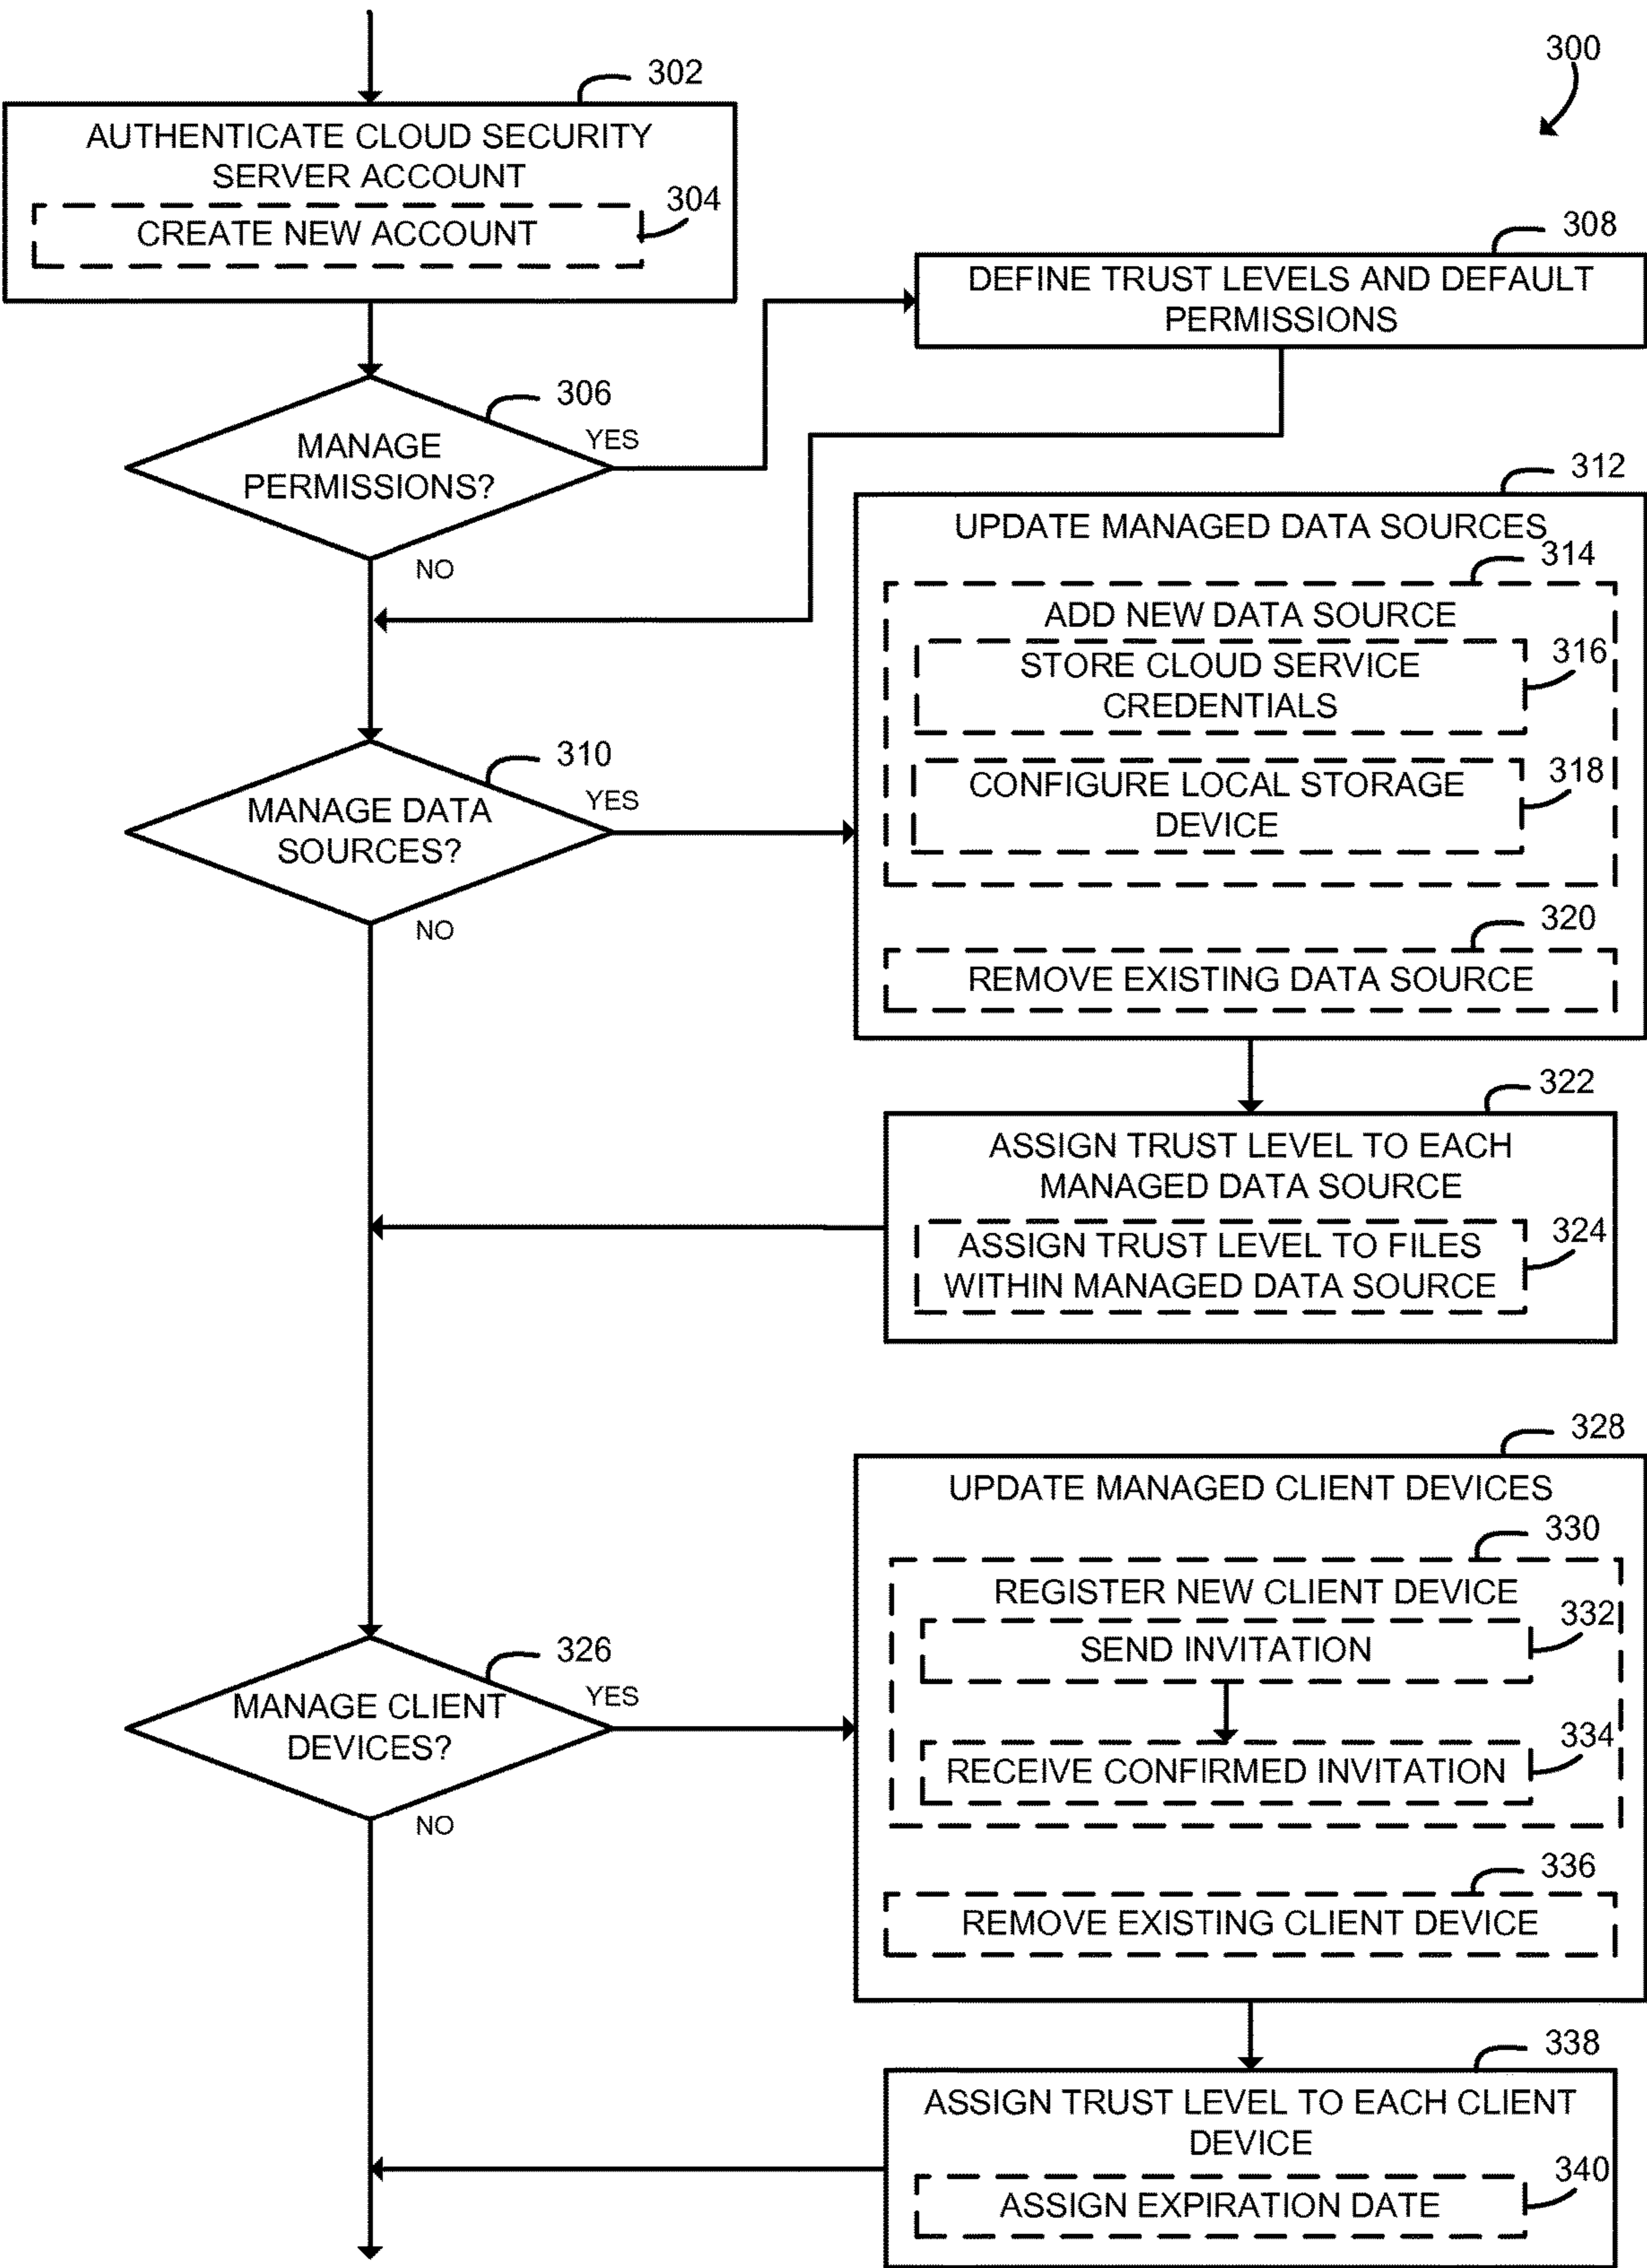 300
302
AUTHENTICATE CLOUD SECURITY
SERVER ACCOUNT
304
CREATE NEW ACCOUNT
308
DEFINE TRUST LEVELS AND DEFAULT
PERMISSIONS
306
MANAGE
PERMISSIONS?
YES
NO
312
UPDATE MANAGED DATA SOURCES
314
ADD NEW DATA SOURCE
316
STORE CLOUD SERVICE
CREDENTIALS
318
CONFIGURE LOCAL STORAGE
DEVICE
320
REMOVE EXISTING DATA SOURCE
310
MANAGE DATA
SOURCES?
YES
NO
322
ASSIGN TRUST LEVEL TO EACH
MANAGED DATA SOURCE
324
ASSIGN TRUST LEVEL TO FILES
WITHIN MANAGED DATA SOURCE
328
UPDATE MANAGED CLIENT DEVICES
330
REGISTER NEW CLIENT DEVICE
332
SEND INVITATION
334
RECEIVE CONFIRMED INVITATION
336
REMOVE EXISTING CLIENT DEVICE
326
MANAGE CLIENT
DEVICES?
YES
NO
338
ASSIGN TRUST LEVEL TO EACH CLIENT
DEVICE
340
ASSIGN EXPIRATION DATE